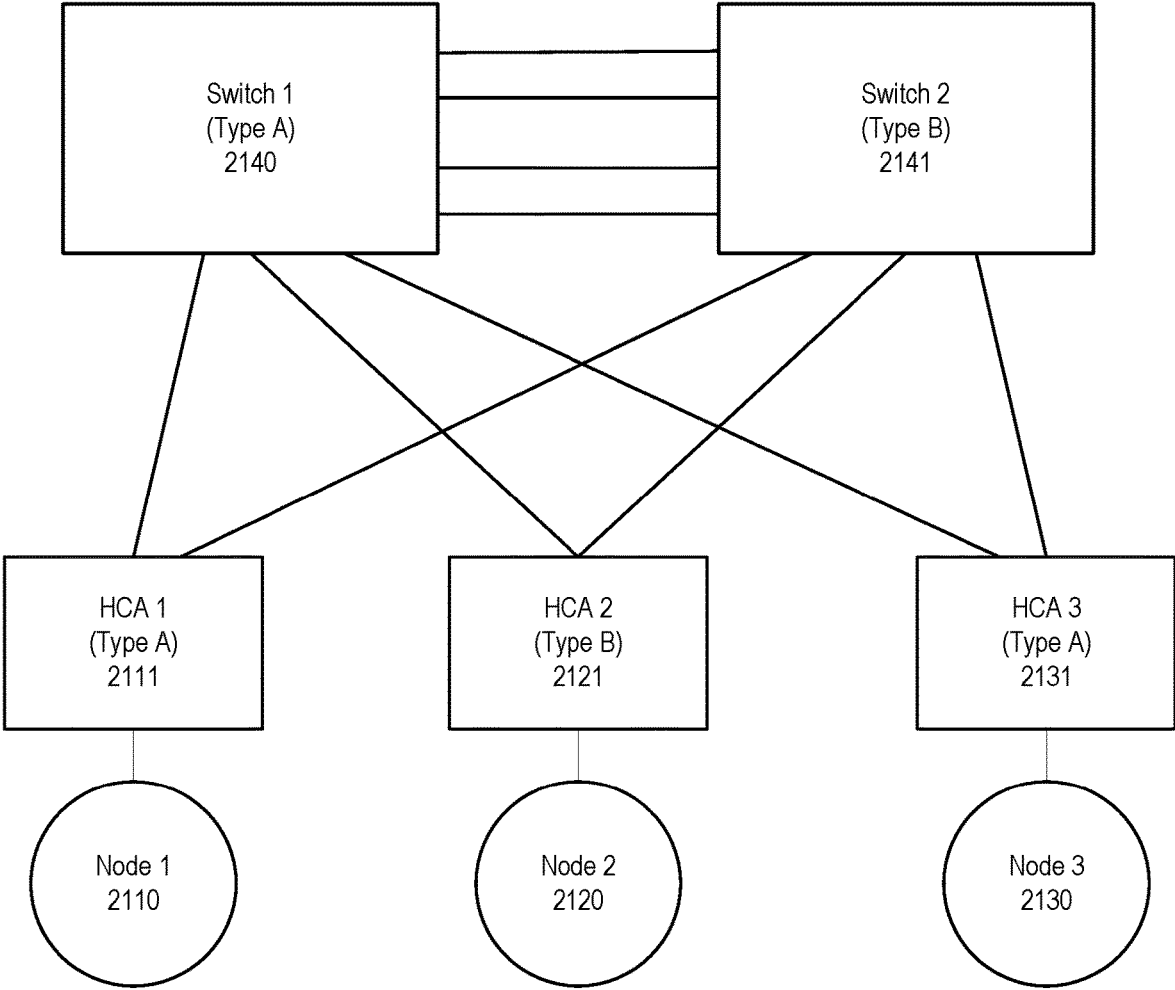 Switch 1
(Type A)
2140
Switch 2
(Type B)
2141
HCA 1
(Type A)
2111
HCA 2
(Type B)
2121
HCA 3
(Type A)
2131
Node 1
2110
Node 2
2120
Node 3
2130